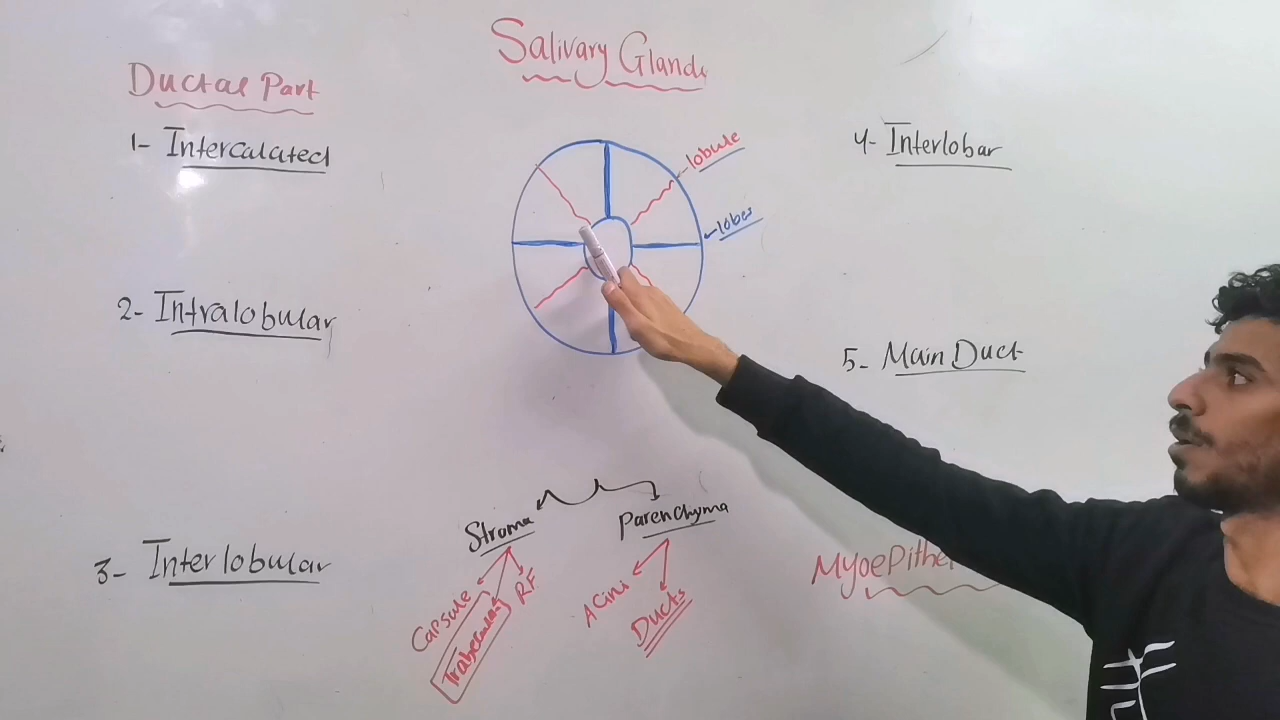 Salivary Glands
Ductal Part
1- Intercalated
2- Intralobular
3- Interlobular
lobule
lobes
4- Interlobar
5- Main Duct
Stroma
Parenchyma
Capsule
Trabeculae
RF
Acini
Ducts